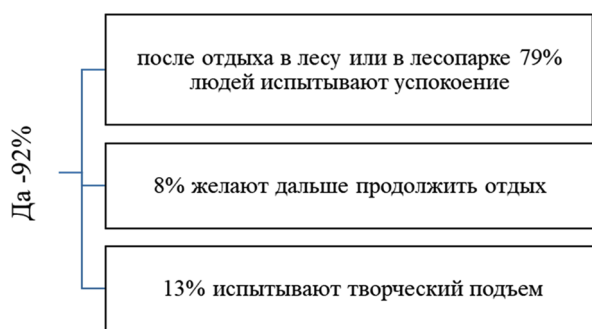 Да -92%
после отдыха в лесу или в лесопарке 79%
людей испытывают успокоение
8% желают дальше продолжить отдых
13% испытывают творческий подъем